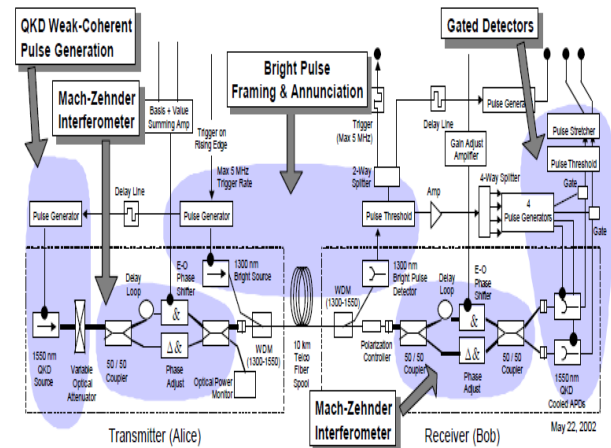 QKD Weak-Coherent
Pulse Generation
Mach-Zehnder
Interferometer
Bright Pulse
Framing & Annunciation
Gated Detectors
Basis + Value
Summing Amp
Trigger on
Rising Edge
Max 5 MHz
Trigger Rate
Delay Line
Pulse Generator
Pulse Generator
Trigger
(Max 5 MHz)
Delay
Line
Pulse Generator
2-Way
Splitter
Gain Adjust
Amplifier
Pulse Stretcher
Pulse Threshold
4-Way Splitter
Amp
Pulse Threshold
4
Pulse Generators
Gate
Gate
1300 nm
Bright Source
1300 nm
Bright Pulse
Detector
Delay
Loop
E-O
Phase
Shifter
&
Δ&
WDM
(1300-1550)
WDM
(1300-1550)
10 km
Telco
Fiber
Spool
Delay
Loop
E-O
Phase
Shifter
&
Δ&
1550 nm
QKD
Source
Variable
Optical
Attenuator
50 / 50
Coupler
Phase
Adjust
50 / 50
Coupler
Optical Power
Monitor
Polarization
Controller
50 / 50
Coupler
Phase
Adjust
50 / 50
Coupler
1550 nm
QKD
Cooled APDs
Mach-Zehnder
Interferometer
May 22, 2002
Transmitter (Alice)
Receiver (Bob)